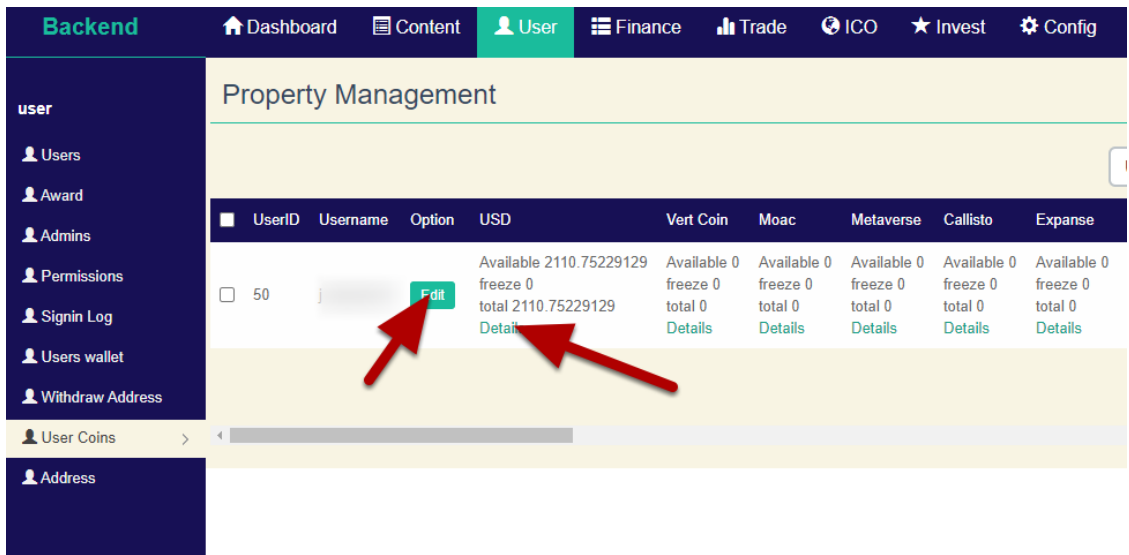 Backend
Dashboard Content User Finance Trade ICO Invest Config
user
Users
Award
Admins
Permissions
Signin Log
Users wallet
Withdraw Address
User Coins
Address
Property Management
UserID Username Option USD Vert Coin Moac Metaverse Callisto Expanse
50 Edit
Available 2110.75229129 Available 0 Available 0 Available 0 Available 0 Available 0
freeze 0 freeze 0 freeze 0 freeze 0 freeze 0 freeze 0
total 2110.75229129 total 0 total 0 total 0 total 0 total 0
Details Details Details Details Details Details